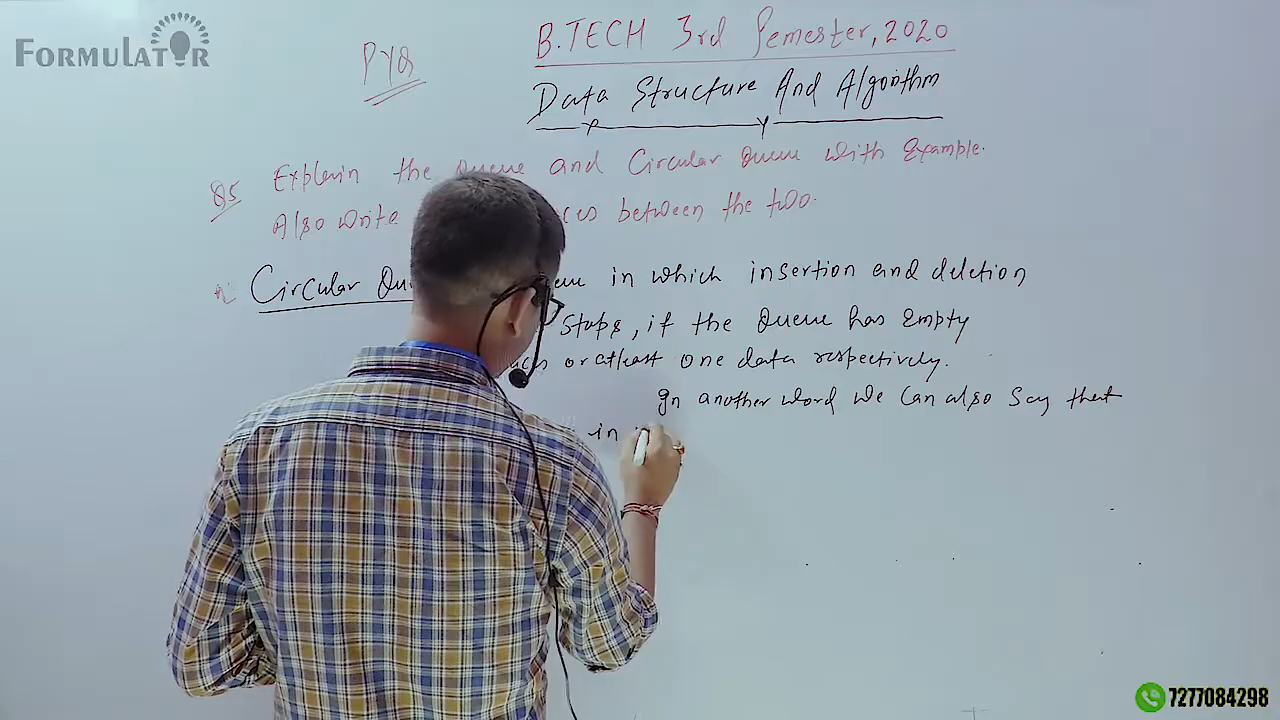 FORMULATOR
PYQ
B.TECH 3rd Semester, 2020
Data Structure And Algorithm
Q5 Explain the Queue and Circular Queue with Example.
Also write between the two.
Circular in which insertion and deletion
Stops, if the Queue has Empty
or atleast one data respectively.
In another word we can also say that
in
7277084298